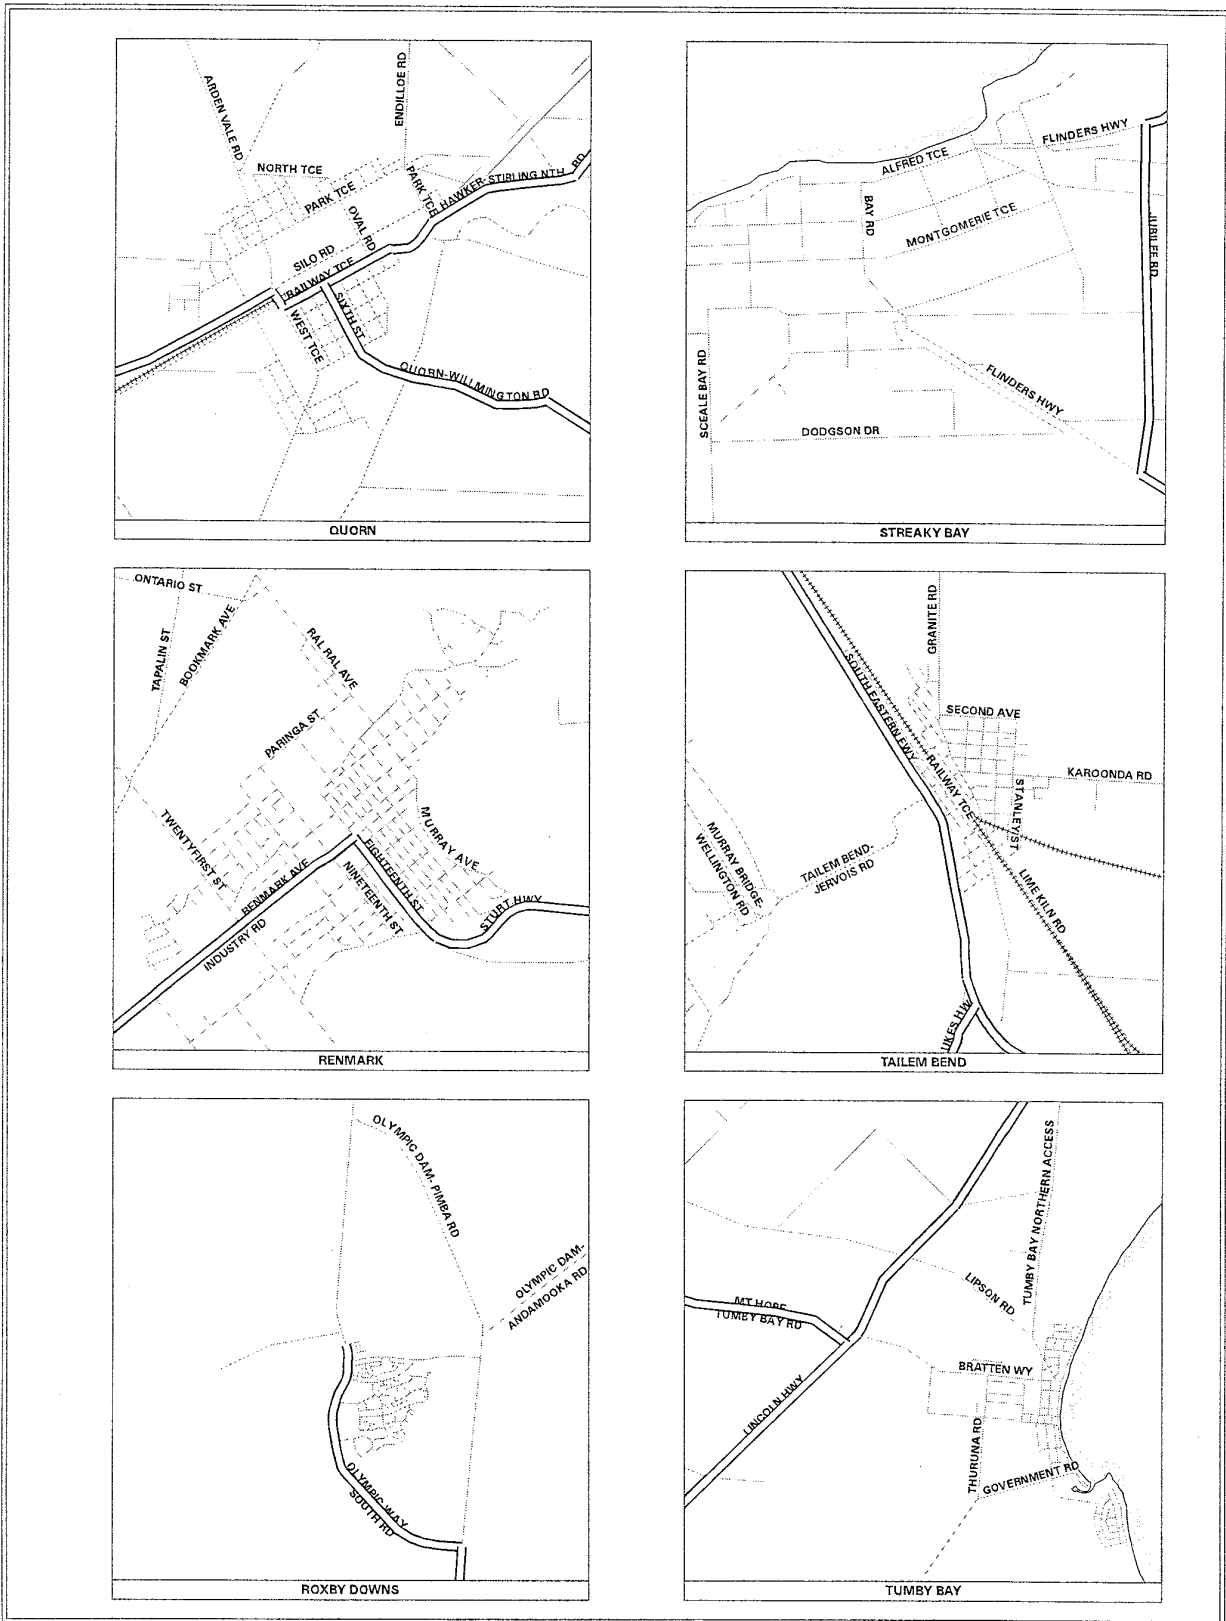 ARDEN VALE RD
ENDILLOE RD
NORTH TCE
PARK TCE
PARK TCE
HAWKER-STIRLING NTH RD
OVAL RD
SILO RD
RAILWAY TCE
SIXTH ST
WEST TCE
QUORN-WILLMINGTON RD
QUORN
FLINDERS HWY
ALFRED TCE
BAY RD
MONTGOMERIE TCE
JUBILEE RD
SCEALE BAY RD
FLINDERS HWY
DODGSON DR
STREAKY BAY
ONTARIO ST
TAPALIN ST
BOOKMARK AVE
RAL RAL AVE
PARINGA ST
TWENTYFIRST ST
MURRAY AVE
RENMARK AVE
EIGHTEENTH ST
NINETEENTH ST
INDUSTRY RD
STURT HWY
RENMARK
GRANITE RD
SOUTH EASTERN FWY
SECOND AVE
RAILWAY TCE
KAROONDA RD
STANLEY ST
MURRAY BRIDGE-
WELLINGTON RD
TAILEM BEND-
JERVOIS RD
LIME KILN RD
UKES HW
TAILEM BEND
OLYMPIC DAM- PIMBA RD
OLYMPIC DAM-
ANDAMOOKA RD
OLYMPIC WAY
SOUTH RD
ROXBY DOWNS
TUMBY BAY NORTHERN ACCESS
LIPSON RD
MT HOPE
TUMBY BAY RD
BRATTEN WY
LINCOLN HWY
THURUNA RD
GOVERNMENT RD
TUMBY BAY